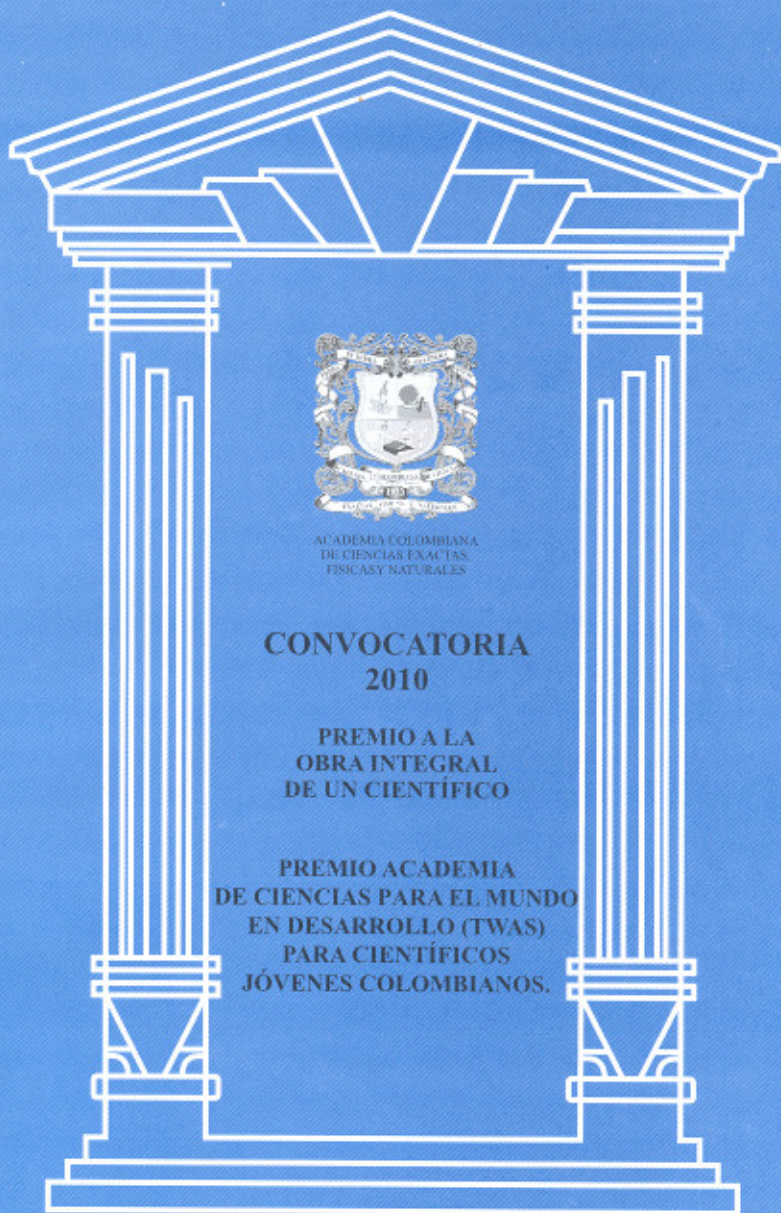 ACADEMIA COLOMBIANA
DE CIENCIAS EXACTAS,
FISICAS Y NATURALES
CONVOCATORIA
2010
PREMIO A LA
OBRA INTEGRAL
DE UN CIENTÍFICO
PREMIO ACADEMIA
DE CIENCIAS PARA EL MUNDO
EN DESARROLLO (TWAS)
PARA CIENTÍFICOS
JÓVENES COLOMBIANOS.